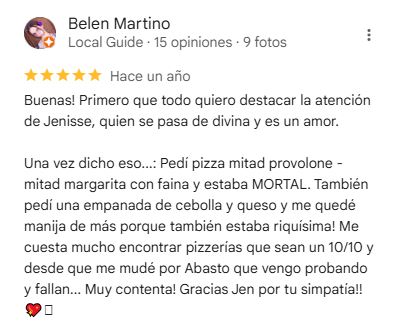 Belen Martino
Local Guide · 15 opiniones · 9 fotos
Hace un año
Buenas! Primero que todo quiero destacar la atención
de Jenisse, quien se pasa de divina y es un amor.
Una vez dicho eso...: Pedí pizza mitad provolone -
mitad margarita con faina y estaba MORTAL. También
pedí una empanada de cebolla y queso y me quedé
manija de más porque también estaba riquísima! Me
cuesta mucho encontrar pizzerías que sean un 10/10 y
desde que me mudé por Abasto que vengo probando
y fallan... Muy contenta! Gracias Jen por tu simpatía!!